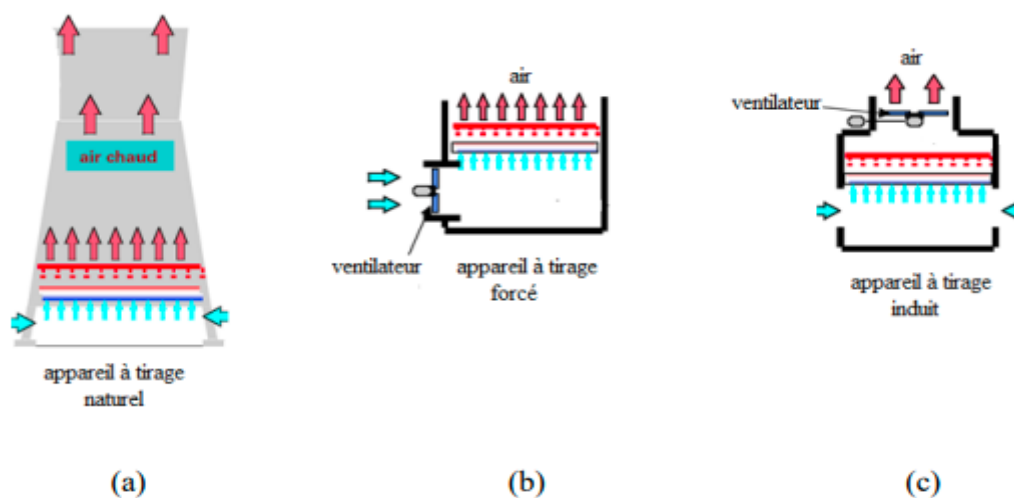 air chaud
appareil à tirage
naturel
(a)
air
ventilateur
appareil à tirage
forcé
(b)
air
ventilateur
appareil à tirage
induit
(c)